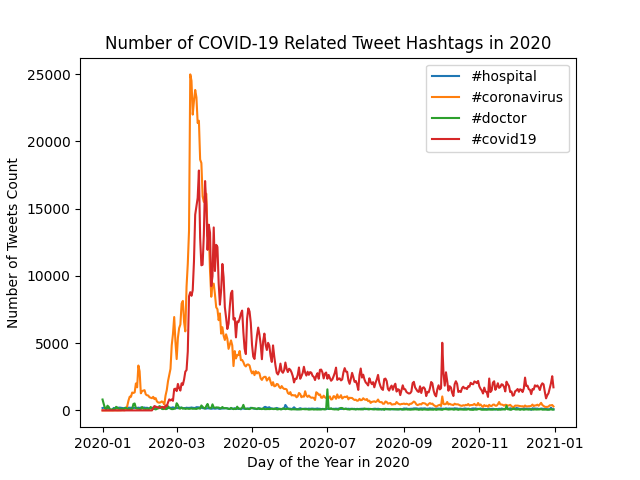 Number of COVID-19 Related Tweet Hashtags in 2020
#hospital
#coronavirus
#doctor
#covid19
Number of Tweets Count
25000
20000
15000
10000
5000
0
2020-01 2020-03 2020-05 2020-07 2020-09 2020-11 2021-01
Day of the Year in 2020